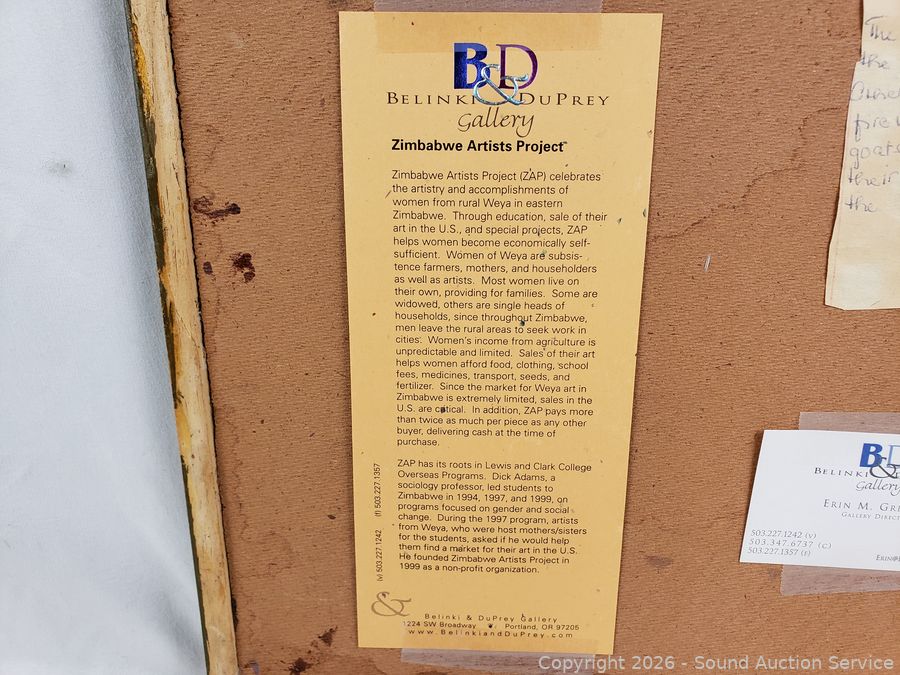 B&D
BELINKI & DUPREY
Gallery
Zimbabwe Artists Project™
Zimbabwe Artists Project (ZAP) celebrates
the artistry and accomplishments of
women from rural Weya in eastern
Zimbabwe. Through education, sale of their
art in the U.S., and special projects, ZAP
helps women become economically self-
sufficient. Women of Weya are subsis-
tence farmers, mothers, and householders
as well as artists. Most women live on
their own, providing for families. Some are
widowed, others are single heads of
households, since throughout Zimbabwe,
men leave the rural areas to seek work in
cities. Women's income from agriculture is
unpredictable and limited. Sales of their art
helps women afford food, clothing, school
fees, medicines, transport, seeds, and
fertilizer. Since the market for Weya art in
Zimbabwe is extremely limited, sales in the
U.S. are critical. In addition, ZAP pays more
than twice as much per piece as any other
buyer, delivering cash at the time of
purchase.
ZAP has its roots in Lewis and Clark College
Overseas Programs. Dick Adams, a
sociology professor, led students to
Zimbabwe in 1994, 1997, and 1999, on
programs focused on gender and social
change. During the 1997 program, artists
from Weya, who were host mothers/sisters
for the students, asked if he would help
them find a market for their art in the U.S.
He founded Zimbabwe Artists Project in
1999 as a non-profit organization.
(v) 503.227.1242 (f) 503.227.1357
&
Belinki & DuPrey Gallery
1224 SW Broadway Portland, OR 97205
www.BelinkiandDuPrey.com
The
the
fire
goats
their
the
B&D
BELINKI
Gallery
ERIN M. GR
GALLERY DIREC
503.227.1242 (v)
503.347.6737 (c)
503.227.1357 (f)
ERIN@
Copyright 2026 - Sound Auction Service